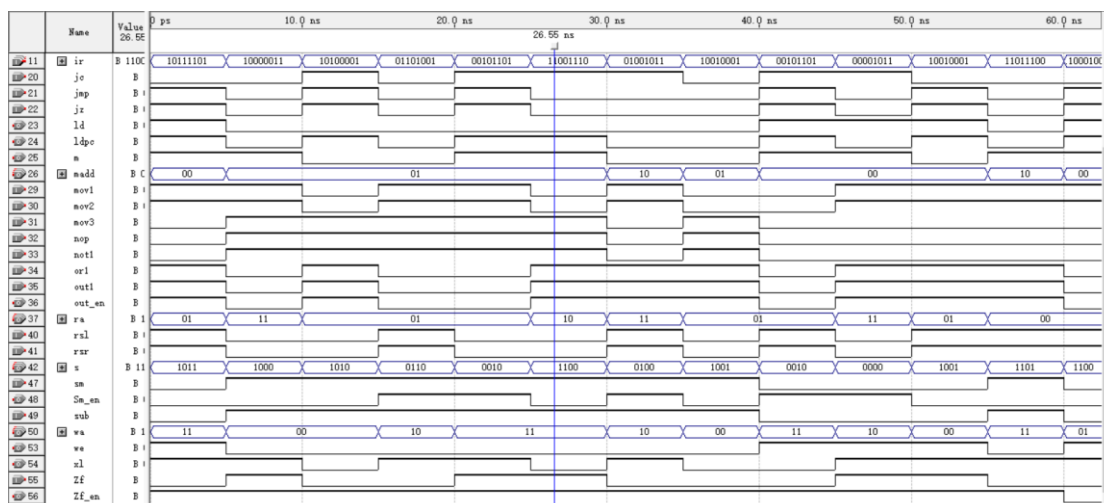 0 ps 10.0 ns 20.0 ns 30.0 ns 40.0 ns 50.0 ns 60.0 ns
Name Value 26.55 26.55 ns
11 ir B 1100 10111101 10000011 10100001 01101001 00101101 11001110 01001011 10010001 00101101 00001011 10010001 11011100 1000100
20 jc B
21 jmp B
22 jz B
23 ld B
24 ldpc B
25 m B
26 madd B 00 01 10 01 00 10 00
29 mov1 B
30 mov2 B
31 mov3 B
32 nop B
33 not1 B
34 or1 B
35 out1 B
36 out_en B
37 ra B 1 01 11 01 10 11 01 11 01 00
40 rsl B
41 rsr B
42 s B 11 1011 1000 1010 0110 0010 1100 0100 1001 0010 0000 1001 1101 1100
47 sm B
48 Sm_en B
49 sub B
50 wa B 1 11 00 10 11 10 00 11 10 00 11 01
53 we B
54 xl B
55 Zf B
56 Zf_en B